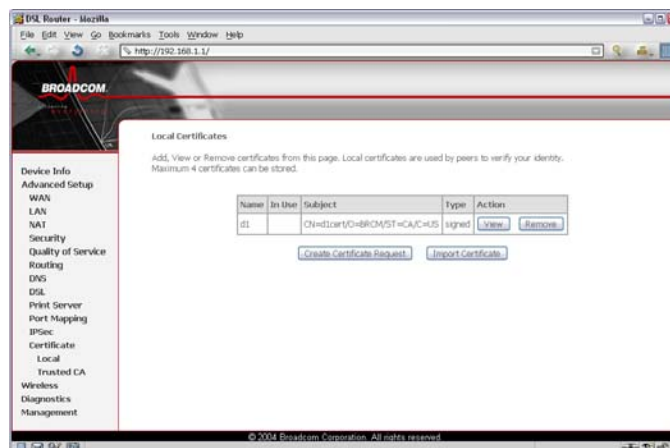 DSL Router - Mozilla
File Edit View Go Bookmarks Tools Window Help
http://192.168.1.1/
BROADCOM
Local Certificates
Add, View or Remove certificates from this page. Local certificates are used by peers to verify your identity.
Maximum 4 certificates can be stored.
Name In Use Subject Type Action
d1 CN=d1cert/O=BRCM/ST=CA/C=US signed View Remove
Create Certificate Request Import Certificate
Device Info
Advanced Setup
WAN
LAN
NAT
Security
Quality of Service
Routing
DNS
DSL
Print Server
Port Mapping
IPSec
Certificate
Local
Trusted CA
Wireless
Diagnostics
Management
© 2004 Broadcom Corporation. All rights reserved.